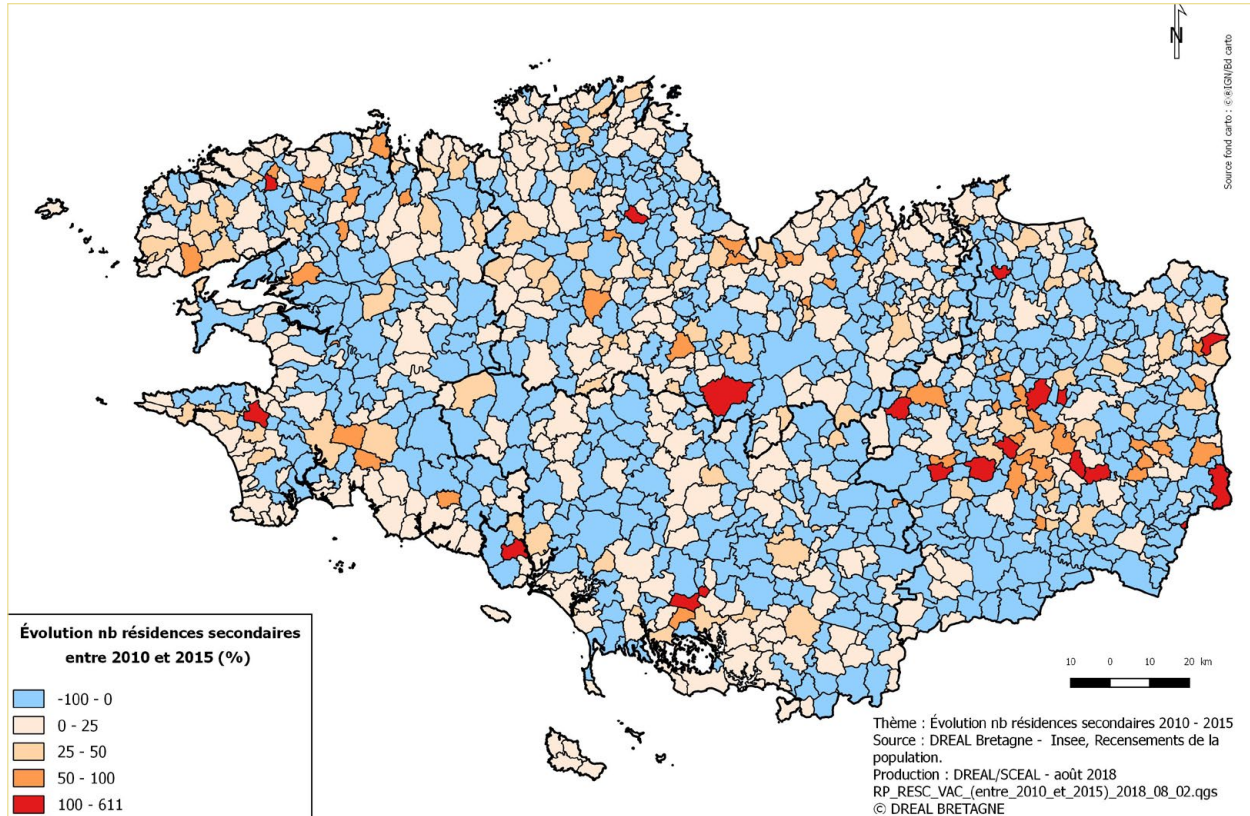 N
Source fond carto : ©®IGN/Bd carto
Évolution nb résidences secondaires
entre 2010 et 2015 (%)
-100 - 0
0 - 25
25 - 50
50 - 100
100 - 611
10 0 10 20 km
Thème : Évolution nb résidences secondaires 2010 - 2015
Source : DREAL Bretagne - Insee, Recensements de la
population.
Production : DREAL/SCEAL - août 2018
RP_RESC_VAC_(entre_2010_et_2015)_2018_08_02.qgs
© DREAL BRETAGNE